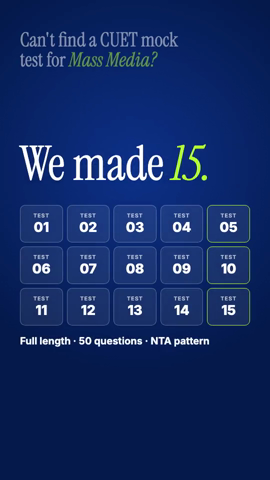 Can't find a CUET mock
test for Mass Media?
We made 15.
TEST TEST TEST TEST TEST
01 02 03 04 05
TEST TEST TEST TEST TEST
06 07 08 09 10
TEST TEST TEST TEST TEST
11 12 13 14 15
Full length · 50 questions · NTA pattern